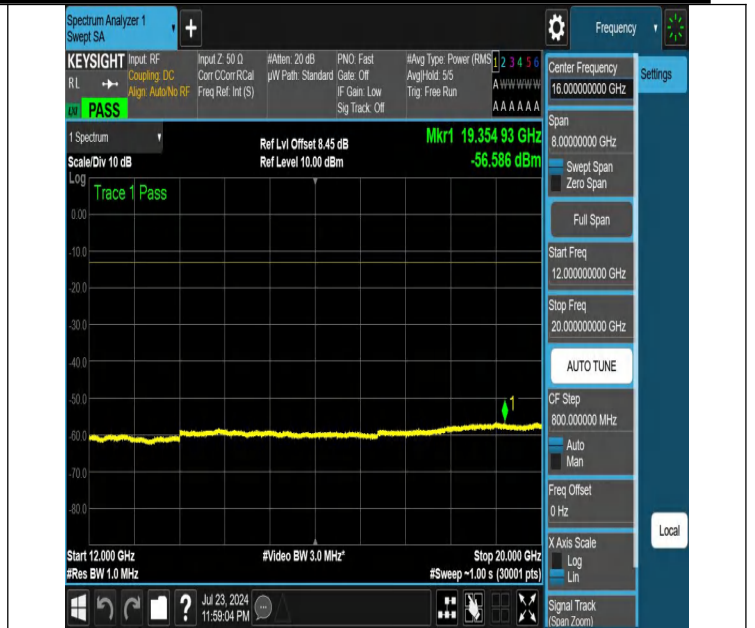 Spectrum Analyzer 1
Swept SA
Frequency
KEYSIGHT
RL
PASS
Input: RF
Coupling: DC
Align: Auto/No RF
Input Z: 50 Ω
Corr CCorr RCal
Freq Ref: Int (S)
#Atten: 20 dB
µW Path: Standard
PNO: Fast
Gate: Off
IF Gain: Low
Sig Track: Off
#Avg Type: Power (RMS
Avg|Hold: 5/5
Trig: Free Run
1 2 3 4 5 6
A W W W W W
A A A A A A
1 Spectrum
Scale/Div 10 dB
Ref Lvl Offset 8.45 dB
Ref Level 10.00 dBm
Mkr1 19.354 93 GHz
-56.586 dBm
Log
Trace 1 Pass
0.00
-10.0
-20.0
-30.0
-40.0
-50.0
-60.0
-70.0
-80.0
1
Start 12.000 GHz
#Res BW 1.0 MHz
#Video BW 3.0 MHz*
Stop 20.000 GHz
#Sweep ~1.00 s (30001 pts)
Center Frequency
16.00000000 GHz
Settings
Span
8.00000000 GHz
Swept Span
Zero Span
Full Span
Start Freq
12.000000000 GHz
Stop Freq
20.000000000 GHz
AUTO TUNE
CF Step
800.000000 MHz
Auto
Man
Freq Offset
0 Hz
X Axis Scale
Log
Lin
Local
Signal Track
(Span Zoom)
?
Jul 23, 2024
11:59:04 PM